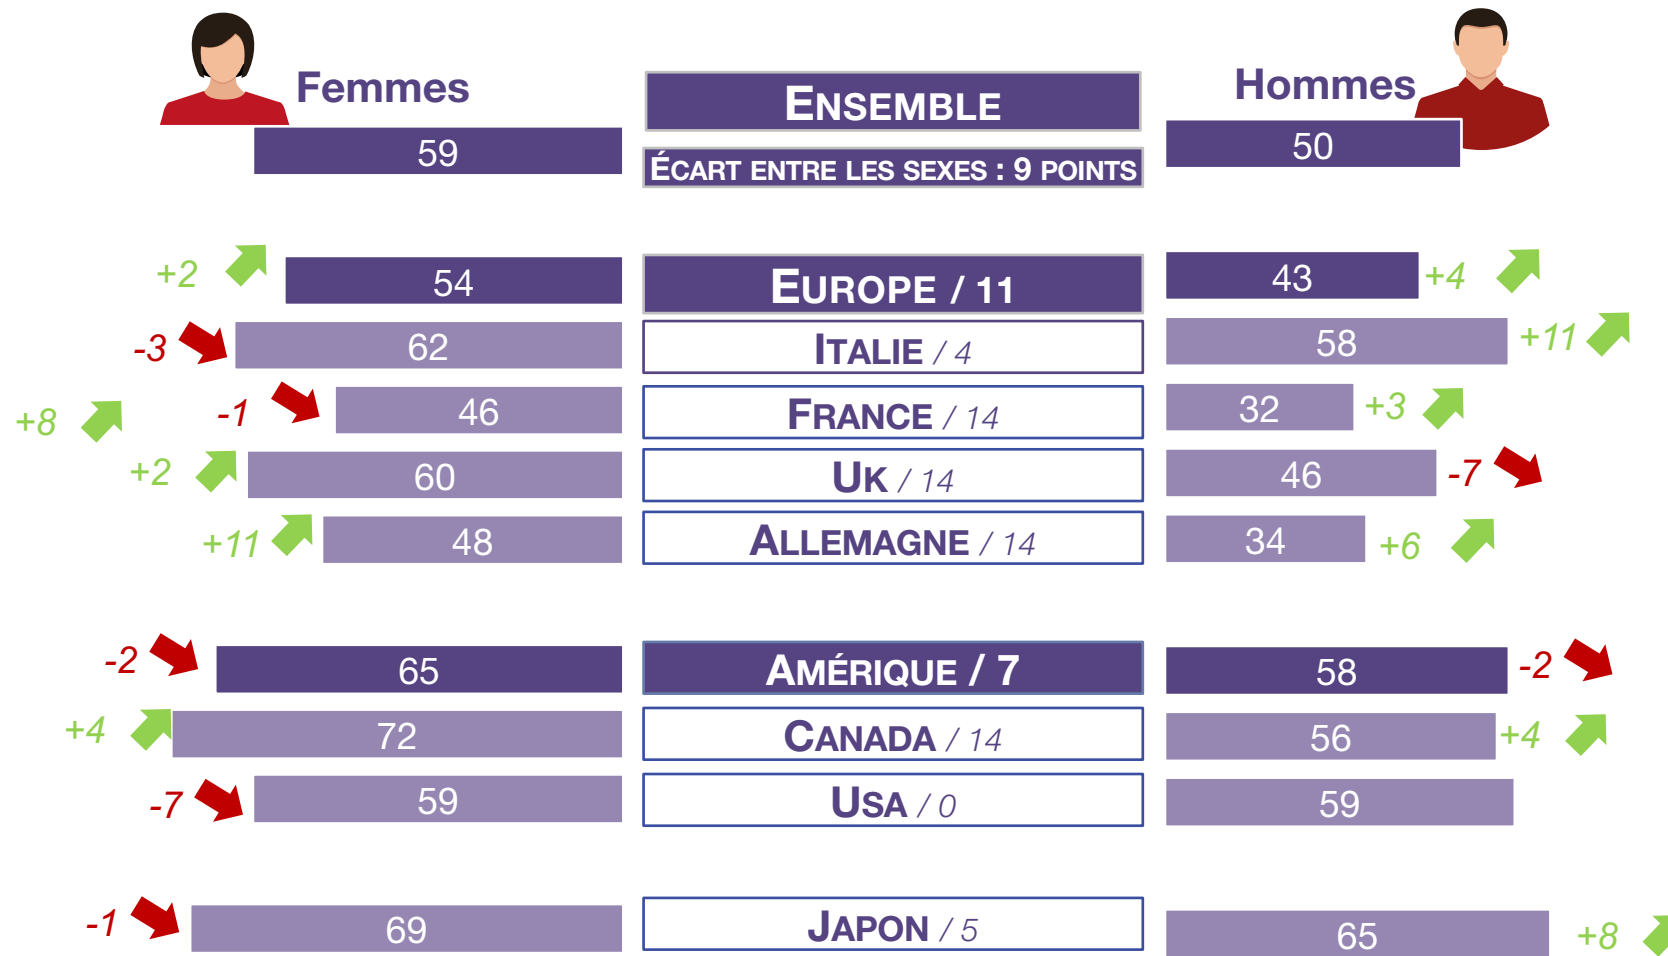 Femmes ENSEMBLE Hommes
59 ÉCART ENTRE LES SEXES : 9 POINTS 50
+2 54 EUROPE / 11 43 +4
-3 62 ITALIE / 4 58 +11
+8 -1 46 FRANCE / 14 32 +3
+2 60 UK / 14 46 -7
+11 48 ALLEMAGNE / 14 34 +6
-2 65 AMÉRIQUE / 7 58 -2
+4 72 CANADA / 14 56 +4
-7 59 USA / 0 59
-1 69 JAPON / 5 65 +8